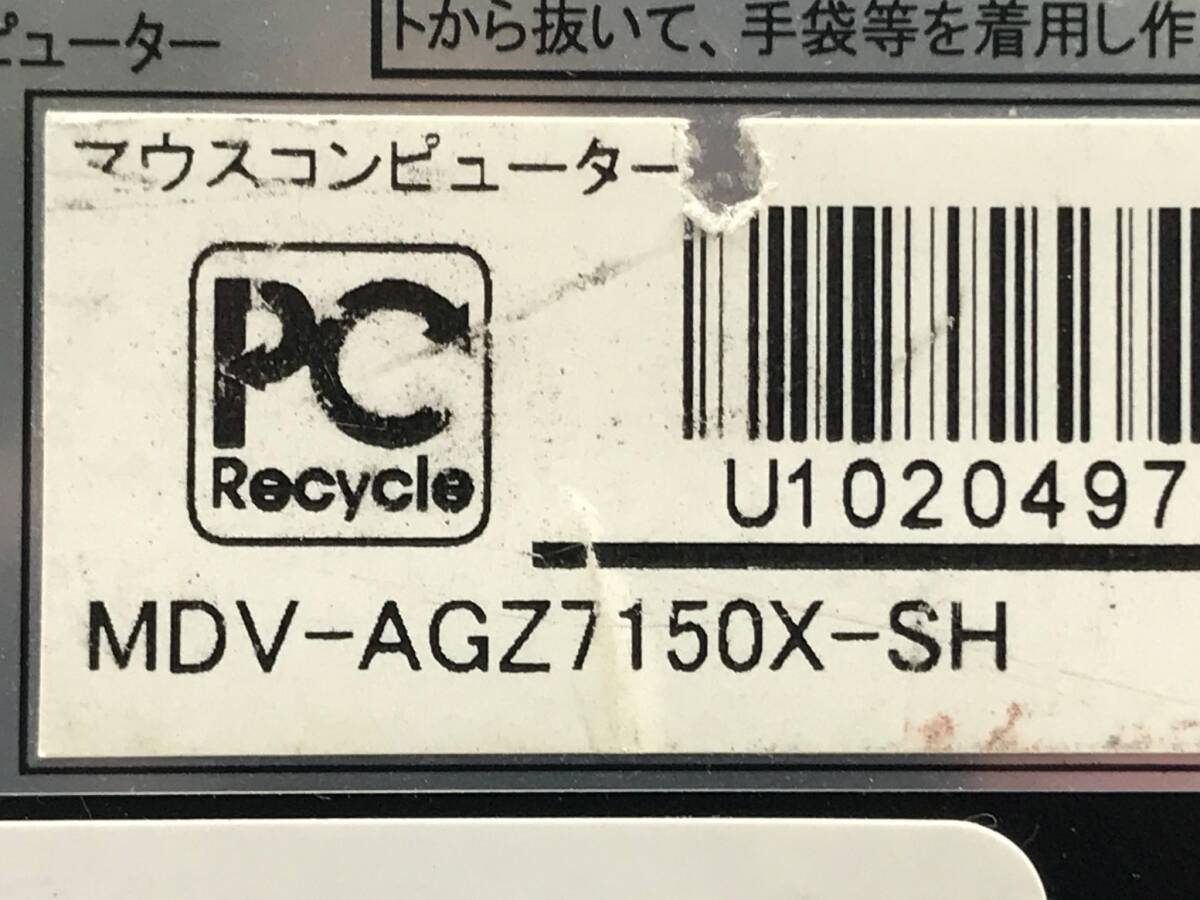 ピューター
トから抜いて、手袋等を着用し作
マウスコンピューター
PC
Recycle
U1020497
MDV-AGZ7150X-SH